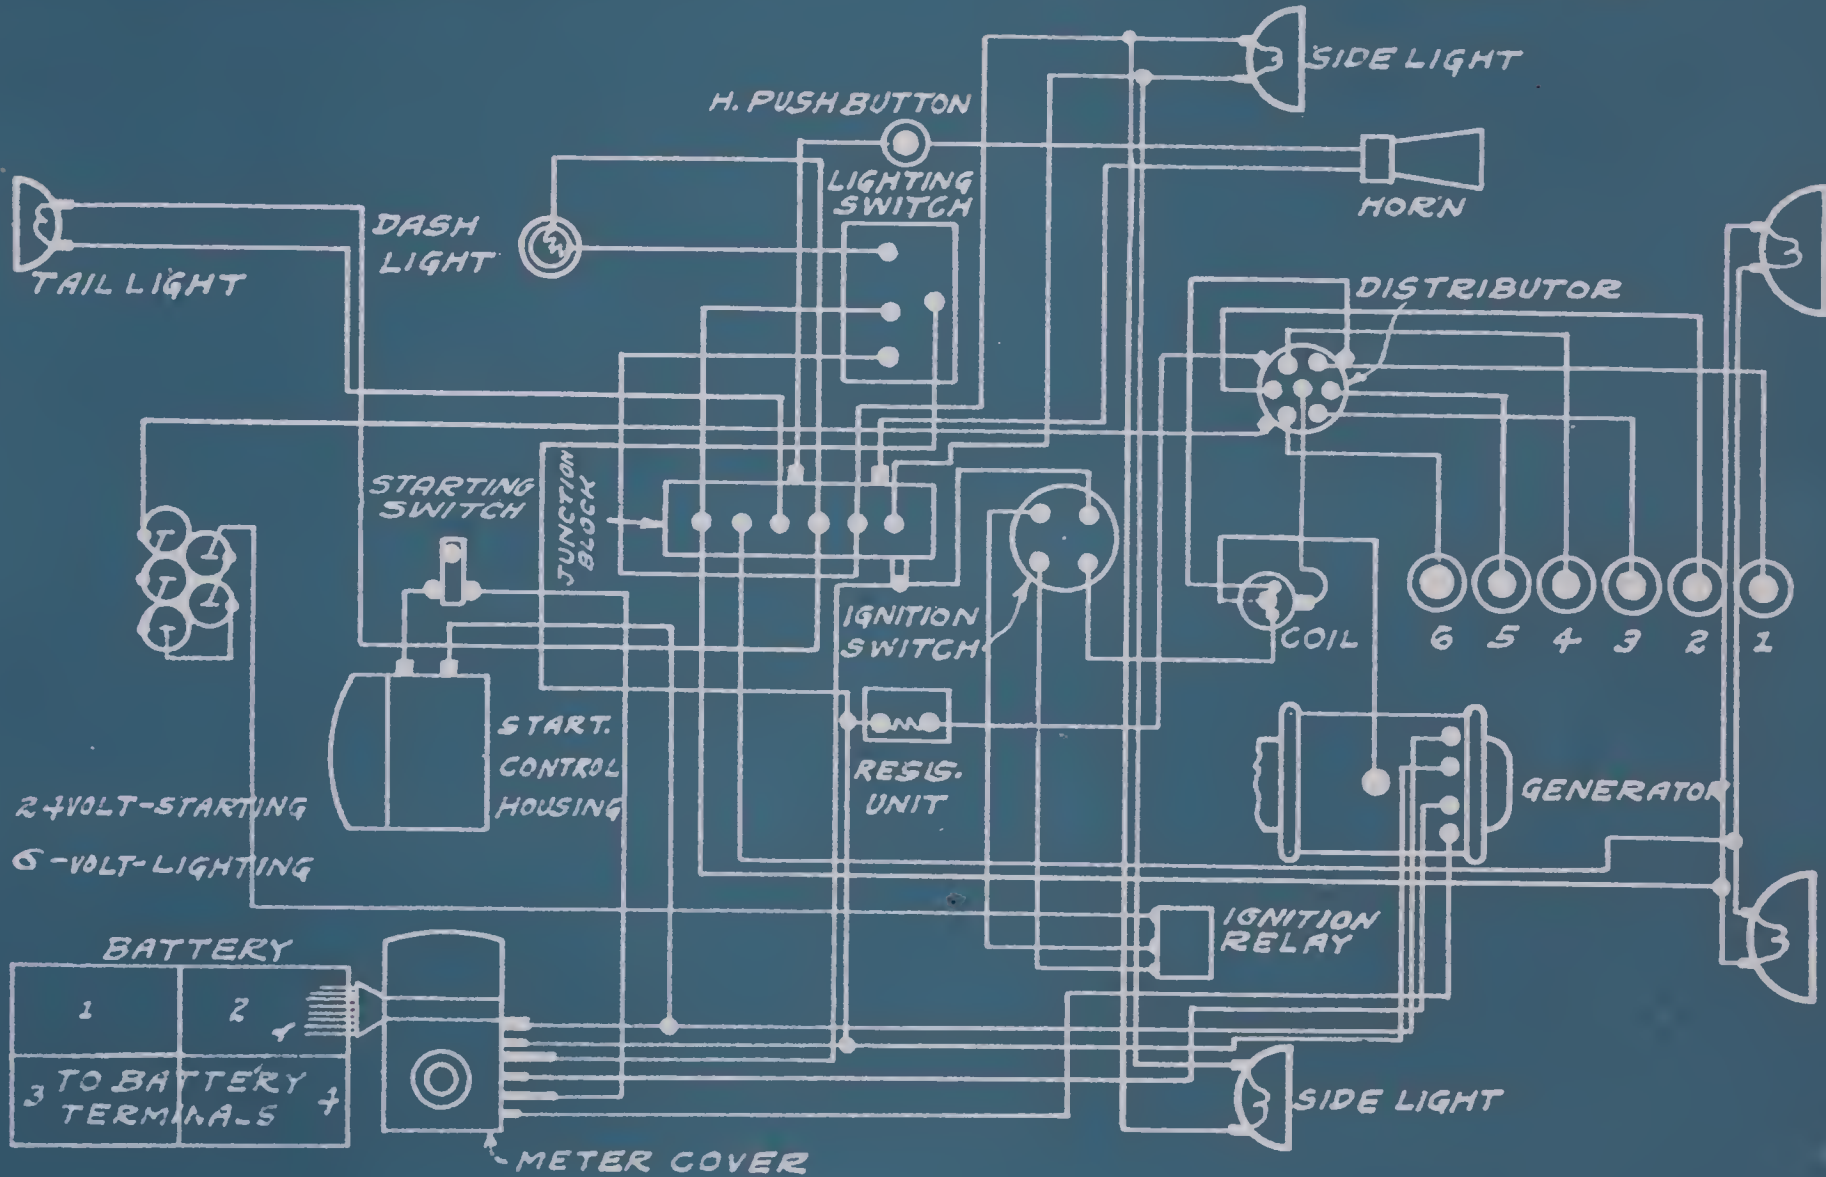 SIDE LIGHT
H. PUSH BUTTON
LIGHTING
SWITCH
HORN
DASH
LIGHT
TAIL LIGHT
DISTRIBUTOR
STARTING
SWITCH
JUNCTION
BLOCK
IGNITION
SWITCH
COIL
6 5 4 3 2 1
START.
CONTROL
HOUSING
RESIS.
UNIT
GENERATOR
24 VOLT-STARTING
6-VOLT-LIGHTING
IGNITION
RELAY
BATTERY
1 2
3 TO BATTERY 4
TERMINALS
SIDE LIGHT
METER COVER